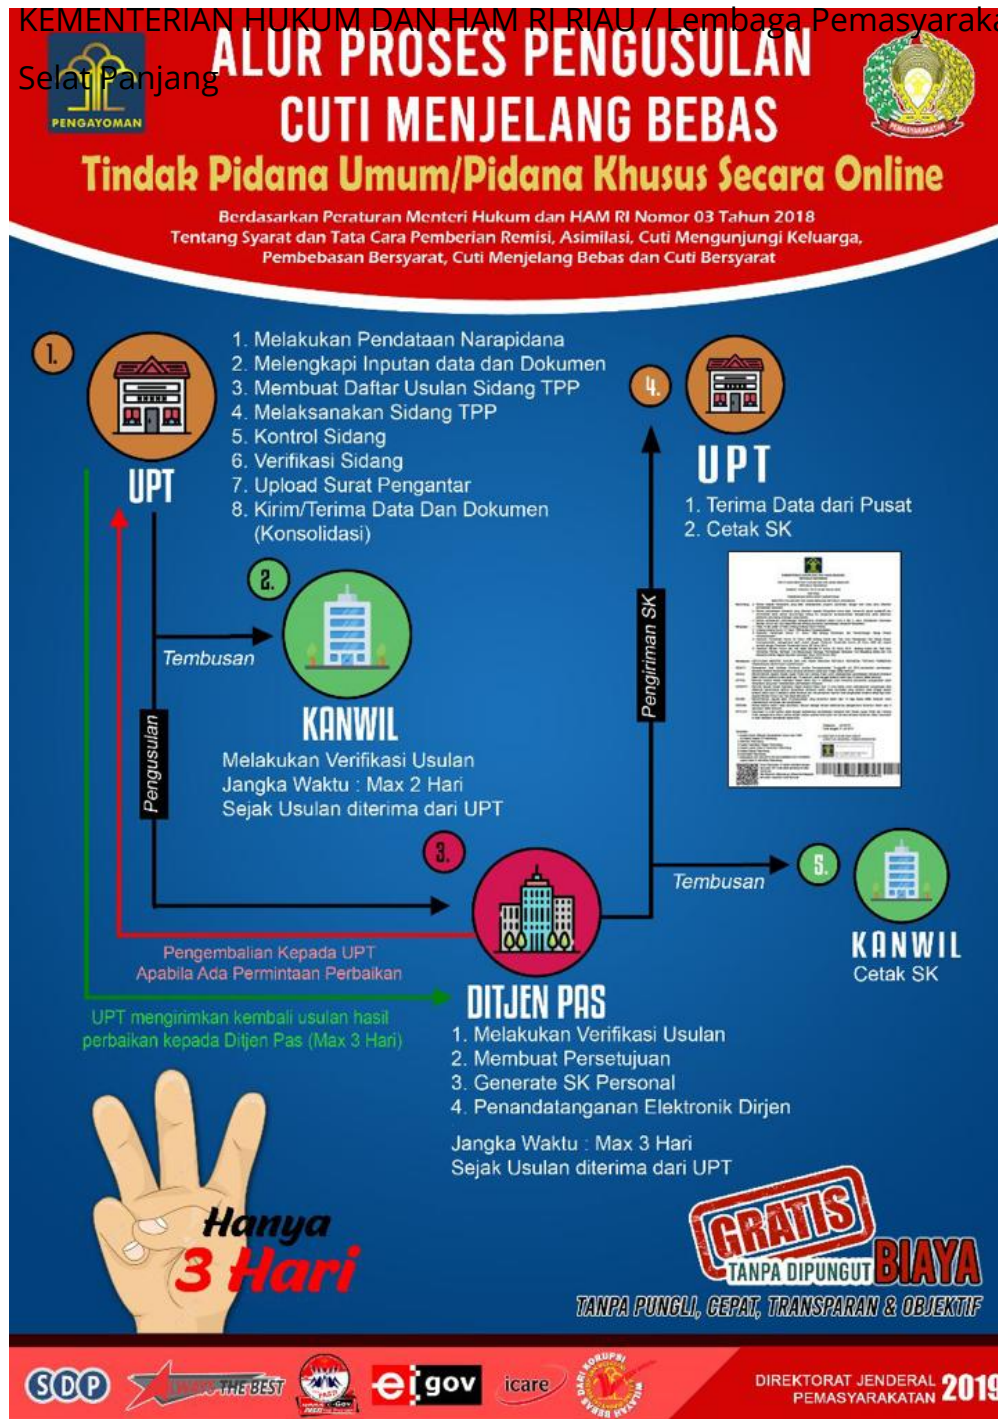 KEMENTERIAN HUKUM DAN HAM RI RIAU / Lembaga
Selat Panjang
PENGAYOMAN
PEMASYARAKATAN
ALUR PROSES PENGUSULAN
CUTI MENJELANG BEBAS
Tindak Pidana Umum/Pidana Khusus Secara Online
Berdasarkan Peraturan Menteri Hukum dan HAM RI Nomor 03 Tahun 2018
Tentang Syarat dan Tata Cara Pemberian Remisi, Asimilasi, Cuti Mengunjungi Keluarga,
Pembebasan Bersyarat, Cuti Menjelang Bebas dan Cuti Bersyarat
1.
UPT
1. Melakukan Pendataan Narapidana
2. Melengkapi Inputan data dan Dokumen
3. Membuat Daftar Usulan Sidang TPP
4. Melaksanakan Sidang TPP
5. Kontrol Sidang
6. Verifikasi Sidang
7. Upload Surat Pengantar
8. Kirim/Terima Data Dan Dokumen
(Konsolidasi)
Pengusulan
Tembusan
2.
KANWIL
Melakukan Verifikasi Usulan
Jangka Waktu : Max 2 Hari
Sejak Usulan diterima dari UPT
3.
DITJEN PAS
1. Melakukan Verifikasi Usulan
2. Membuat Persetujuan
3. Generate SK Personal
4. Penandatanganan Elektronik Dirjen
Jangka Waktu : Max 3 Hari
Sejak Usulan diterima dari UPT
Pengembalian Kepada UPT
Apabila Ada Permintaan Perbaikan
UPT mengirimkan kembali usulan hasil
perbaikan kepada Ditjen Pas (Max 3 Hari)
Pengiriman SK
4.
UPT
1. Terima Data dari Pusat
2. Cetak SK
Tembusan
5.
KANWIL
Cetak SK
Hanya
3 Hari
GRATIS
TANPA DIPUNGUT BIAYA
TANPA PUNGLI, CEPAT, TRANSPARAN & OBJEKTIF
SDP
ALWAYS THE BEST
e-gov
icare
WILAYAH BEBAS DARI KORUPSI
DIREKTORAT JENDERAL
PEMASYARAKATAN
2019